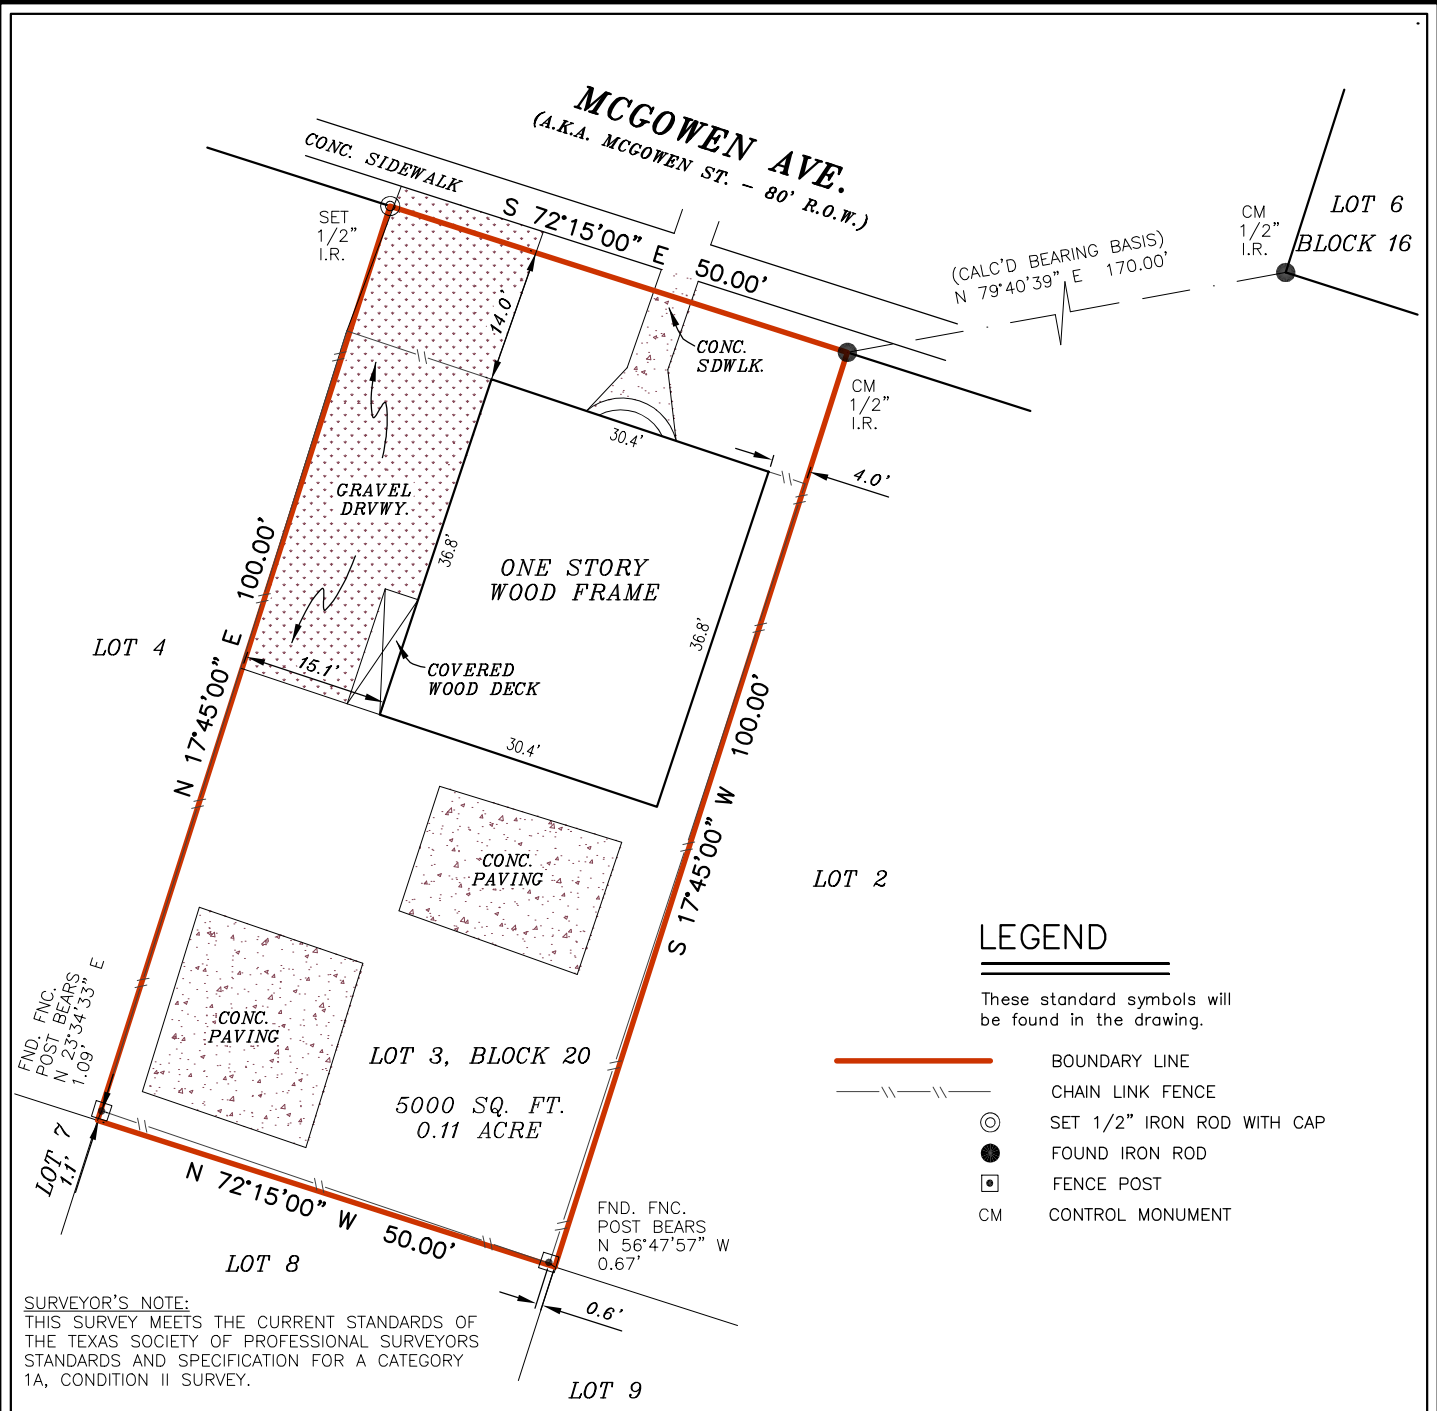 MCGOWEN AVE.
(A.K.A. MCGOWEN ST. - 80' R.O.W.)
CONC. SIDEWALK
S 72°15'00" E 50.00'
SET
1/2"
I.R.
(CALC'D BEARING BASIS)
N 79°40'39" E 170.00'
CM
1/2"
I.R.
LOT 6
BLOCK 16
14.0'
CONC.
SDWLK.
CM
1/2"
I.R.
30.4'
4.0'
GRAVEL
DRVWY.
36.8'
ONE STORY
WOOD FRAME
36.8'
N 17°45'00" E 100.00'
LOT 4
15.1'
COVERED
WOOD DECK
30.4'
S 17°45'00" W 100.00'
CONC.
PAVING
LOT 2
CONC.
PAVING
FND. FNC.
POST BEARS
N 23°34'33" E
1.09'
LOT 3, BLOCK 20
5000 SQ. FT.
0.11 ACRE
LOT 7
1.1'
N 72°15'00" W 50.00'
LOT 8
FND. FNC.
POST BEARS
N 56°47'57" W
0.67'
0.6'
LOT 9
LEGEND
These standard symbols will
be found in the drawing.
BOUNDARY LINE
CHAIN LINK FENCE
SET 1/2" IRON ROD WITH CAP
FOUND IRON ROD
FENCE POST
CM CONTROL MONUMENT
SURVEYOR'S NOTE:
THIS SURVEY MEETS THE CURRENT STANDARDS OF
THE TEXAS SOCIETY OF PROFESSIONAL SURVEYORS
STANDARDS AND SPECIFICATION FOR A CATEGORY
1A, CONDITION II SURVEY.